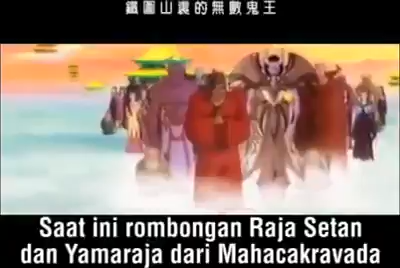 鐵圍山裏的無數鬼王
Saat ini rombongan Raja Setan
dan Yamaraja dari Mahacakravada